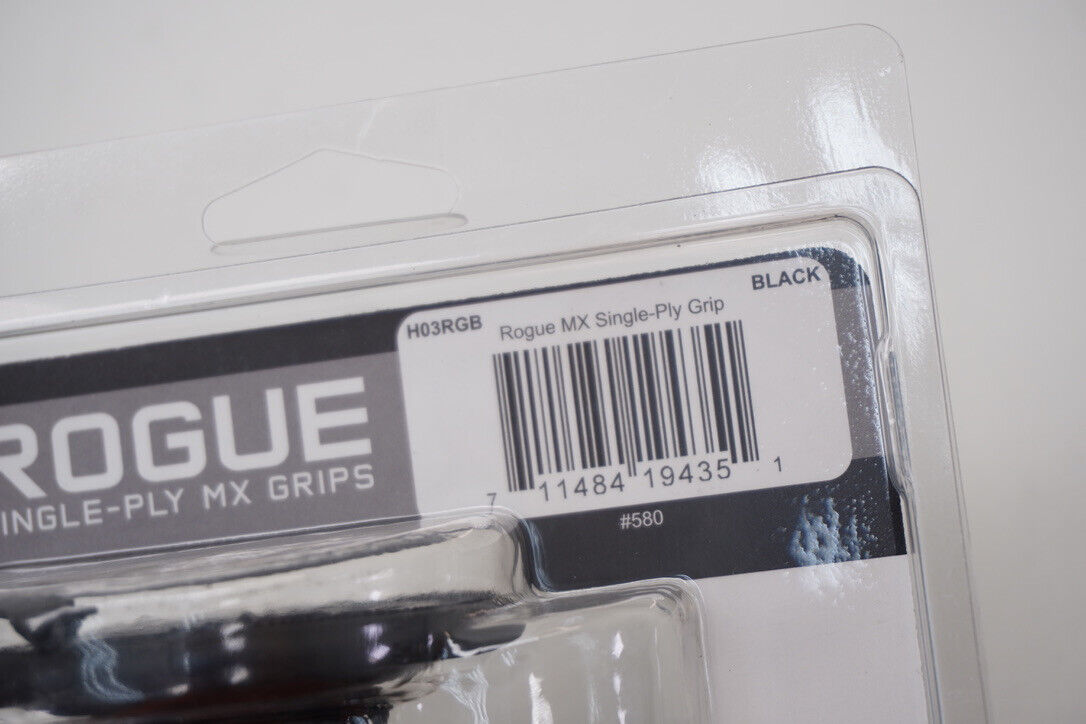 H03RGB
BLACK
Rogue MX Single-Ply Grip
7 11484 19435 1
#580
ROGUE
SINGLE-PLY MX GRIPS